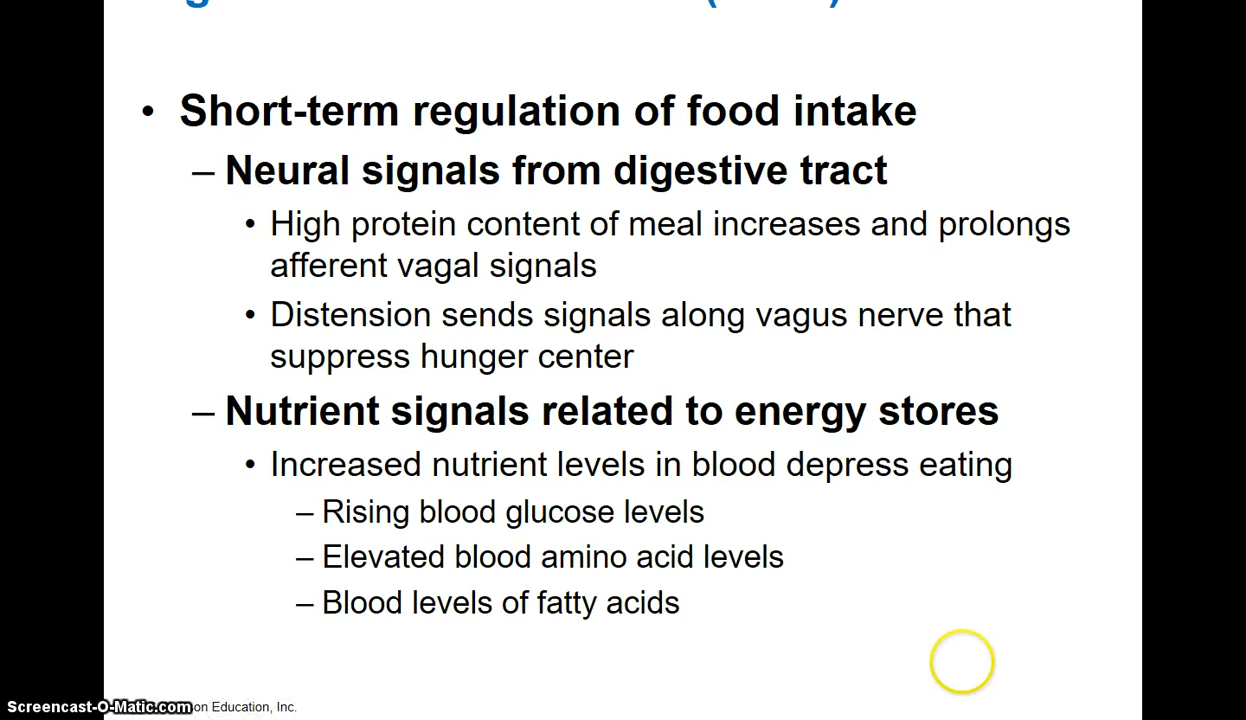 • Short-term regulation of food intake
– Neural signals from digestive tract
• High protein content of meal increases and prolongs
afferent vagal signals
• Distension sends signals along vagus nerve that
suppress hunger center
– Nutrient signals related to energy stores
• Increased nutrient levels in blood depress eating
– Rising blood glucose levels
– Elevated blood amino acid levels
– Blood levels of fatty acids
Screencast-O-Matic.com on Education, Inc.